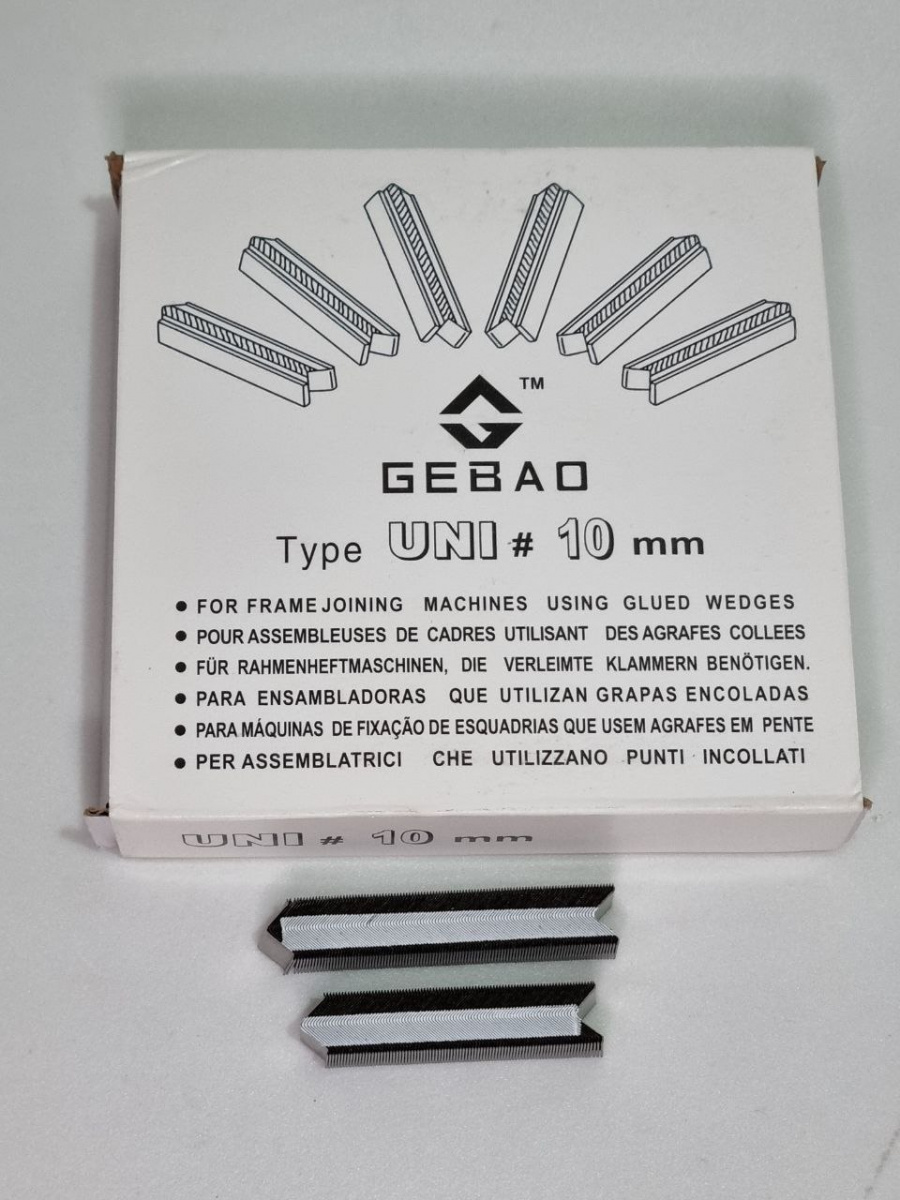 TM
GEBAO
Type UNI # 10 mm
● FOR FRAME JOINING MACHINES USING GLUED WEDGES
● POUR ASSEMBLEUSES DE CADRES UTILISANT DES AGRAFES COLLEES
● FÜR RAHMENHEFTMASCHINEN, DIE VERLEIMTE KLAMMERN BENÖTIGEN.
● PARA ENSAMBLADORAS QUE UTILIZAN GRAPAS ENCOLADAS
● PARA MÁQUINAS DE FIXAÇÃO DE ESQUADRIAS QUE USEM AGRAFES EM PENTE
● PER ASSEMBLATRICI CHE UTILIZZANO PUNTI INCOLLATI
UNI # 10 mm